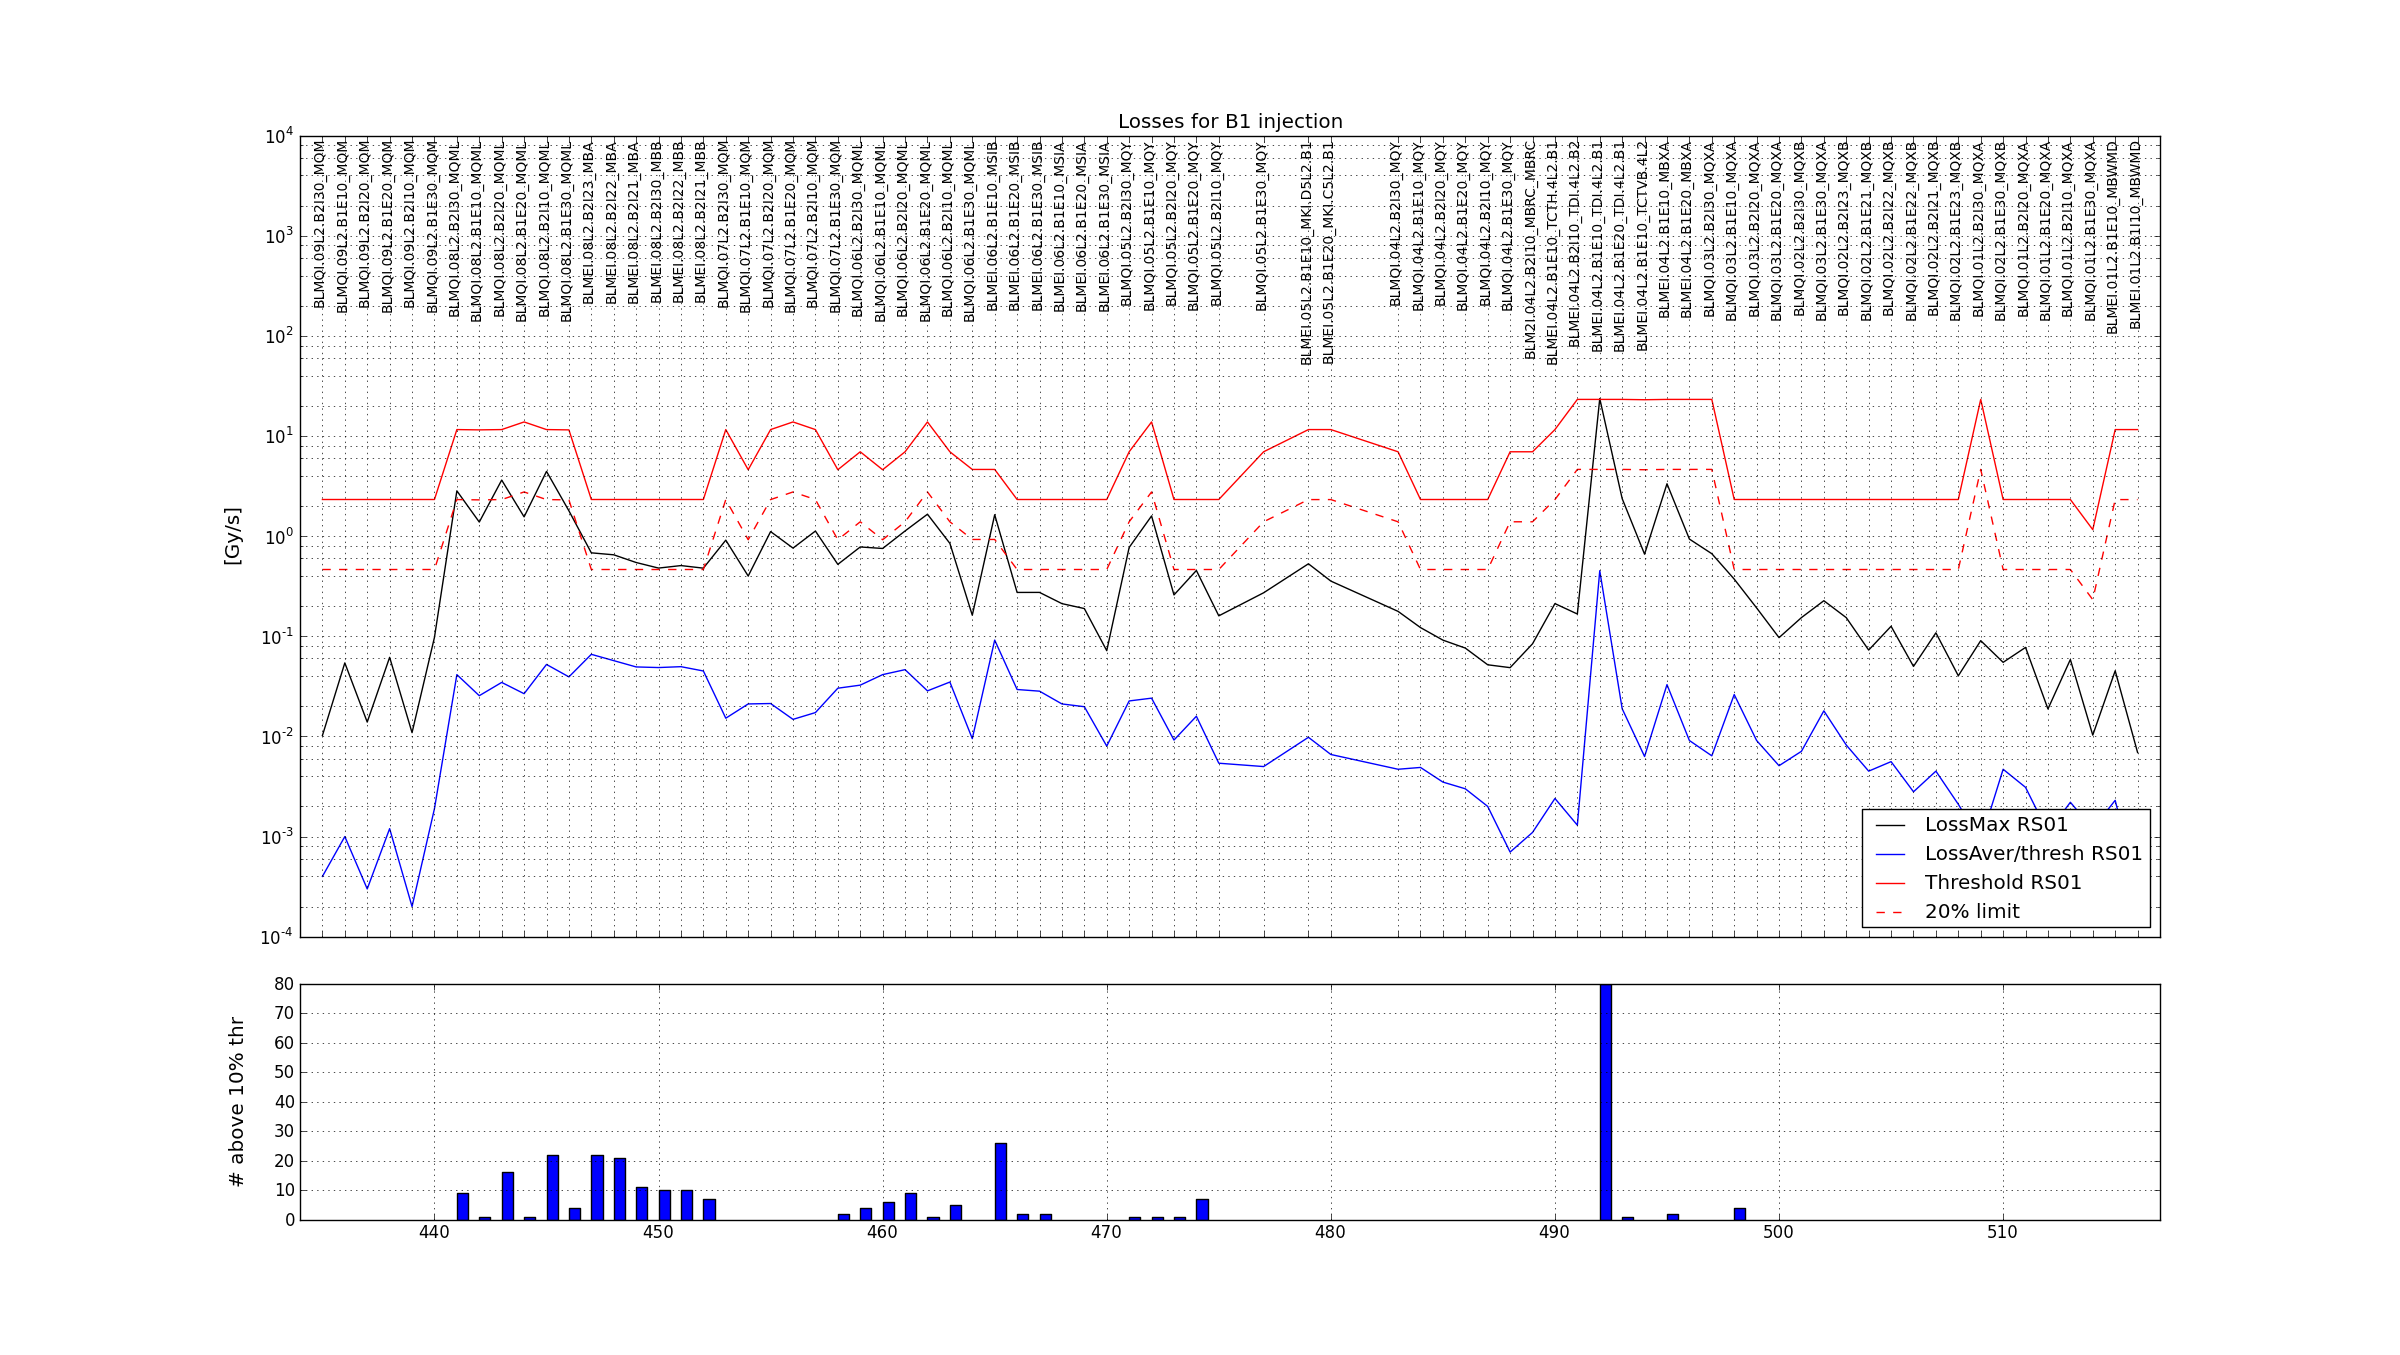 Losses for B1 injection
10^4
10^3
10^2
10^1
10^0
10^-1
10^-2
10^-3
10^-4
[Gy/s]
BLMQI.09L2.B2I30_MQM
BLMQI.09L2.B1E10_MQM
BLMQI.09L2.B2I20_MQM
BLMQI.09L2.B1E20_MQM
BLMQI.09L2.B2I10_MQM
BLMQI.09L2.B1E30_MQM
BLMQI.08L2.B2I30_MQML
BLMQI.08L2.B1E10_MQML
BLMQI.08L2.B2I20_MQML
BLMQI.08L2.B1E20_MQML
BLMQI.08L2.B2I10_MQML
BLMQI.08L2.B1E30_MQML
BLMEI.08L2.B2I23_MBA
BLMEI.08L2.B2I22_MBA
BLMEI.08L2.B2I21_MBA
BLMEI.08L2.B2I30_MBB
BLMEI.08L2.B2I22_MBB
BLMEI.08L2.B2I21_MBB
BLMQI.07L2.B2I30_MQM
BLMQI.07L2.B1E10_MQM
BLMQI.07L2.B2I20_MQM
BLMQI.07L2.B1E20_MQM
BLMQI.07L2.B2I10_MQM
BLMQI.07L2.B1E30_MQM
BLMQI.06L2.B2I30_MQML
BLMQI.06L2.B1E10_MQML
BLMQI.06L2.B2I20_MQML
BLMQI.06L2.B1E20_MQML
BLMQI.06L2.B2I10_MQML
BLMQI.06L2.B1E30_MQML
BLMEI.06L2.B1E10_MSIB
BLMEI.06L2.B1E20_MSIB
BLMEI.06L2.B1E30_MSIB
BLMEI.06L2.B1E10_MSIA
BLMEI.06L2.B1E20_MSIA
BLMEI.06L2.B1E30_MSIA
BLMQI.05L2.B2I30_MQY
BLMQI.05L2.B1E10_MQY
BLMQI.05L2.B2I20_MQY
BLMQI.05L2.B1E20_MQY
BLMQI.05L2.B2I10_MQY
BLMQI.05L2.B1E30_MQY
BLMEI.05L2.B1E10_MKI.D5L2.B1
BLMEI.05L2.B1E20_MKI.C5L2.B1
BLMQI.04L2.B2I30_MQY
BLMQI.04L2.B1E10_MQY
BLMQI.04L2.B2I20_MQY
BLMQI.04L2.B1E20_MQY
BLMQI.04L2.B2I10_MQY
BLMQI.04L2.B1E30_MQY
BLM2I.04L2.B2I10_MBRC_MBRC
BLMEI.04L2.B1E10_TCTH.4L2.B1
BLMEI.04L2.B2I10_TDI.4L2.B2
BLMEI.04L2.B1E10_TDI.4L2.B1
BLMEI.04L2.B1E20_TDI.4L2.B1
BLMEI.04L2.B1E10_TCTVB.4L2
BLMEI.04L2.B1E10_MBXA
BLMEI.04L2.B1E20_MBXA
BLMQI.03L2.B2I30_MQXA
BLMQI.03L2.B1E10_MQXA
BLMQI.03L2.B2I20_MQXA
BLMQI.03L2.B1E20_MQXA
BLMQI.02L2.B2I30_MQXB
BLMQI.03L2.B1E30_MQXA
BLMQI.02L2.B2I23_MQXB
BLMQI.02L2.B1E21_MQXB
BLMQI.02L2.B2I22_MQXB
BLMQI.02L2.B1E22_MQXB
BLMQI.02L2.B2I21_MQXB
BLMQI.02L2.B1E23_MQXB
BLMQI.01L2.B2I30_MQXA
BLMQI.02L2.B1E30_MQXB
BLMQI.01L2.B2I20_MQXA
BLMQI.01L2.B1E20_MQXA
BLMQI.01L2.B2I10_MQXA
BLMQI.01L2.B1E30_MQXA
BLMEI.01L2.B1E10_MBWMD
BLMEI.01L2.B1I10_MBWMD
LossMax RS01
LossAver/thresh RS01
Threshold RS01
20% limit
# above 10% thr
80
70
60
50
40
30
20
10
0
440 450 460 470 480 490 500 510